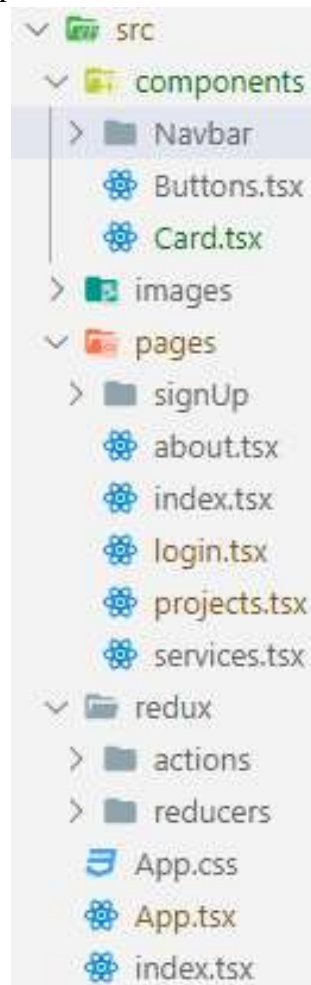 src
components
Navbar
Buttons.tsx
Card.tsx
images
pages
signUp
about.tsx
index.tsx
login.tsx
projects.tsx
services.tsx
redux
actions
reducers
App.css
App.tsx
index.tsx